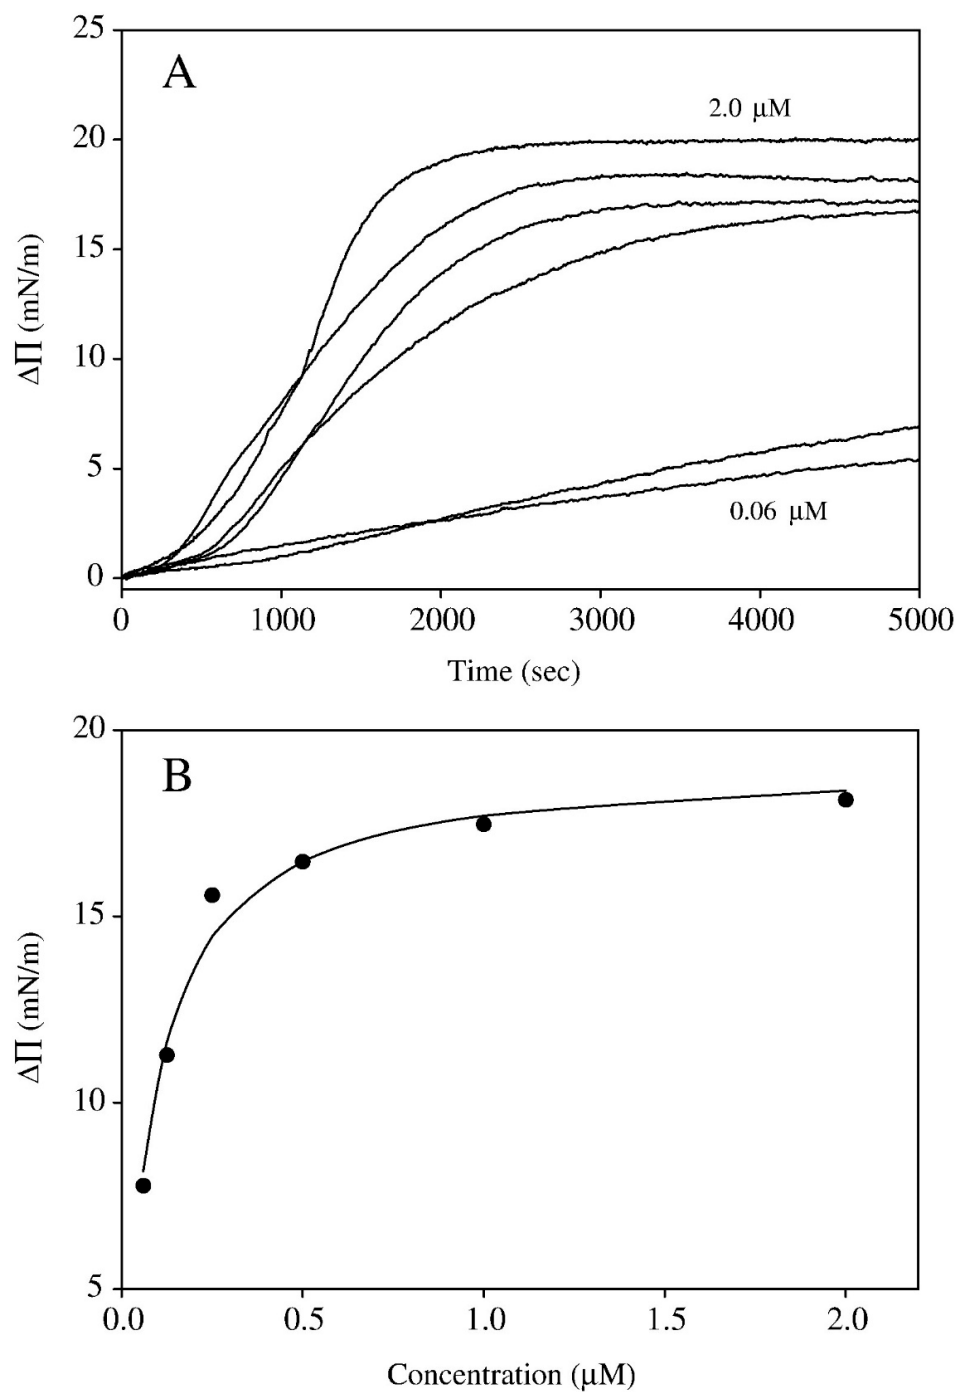 25
A
2.0 μM
20
15
ΔΠ (mN/m)
10
5
0.06 μM
0
0 1000 2000 3000 4000 5000
Time (sec)
20
B
15
ΔΠ (mN/m)
10
5
0.0 0.5 1.0 1.5 2.0
Concentration (μM)